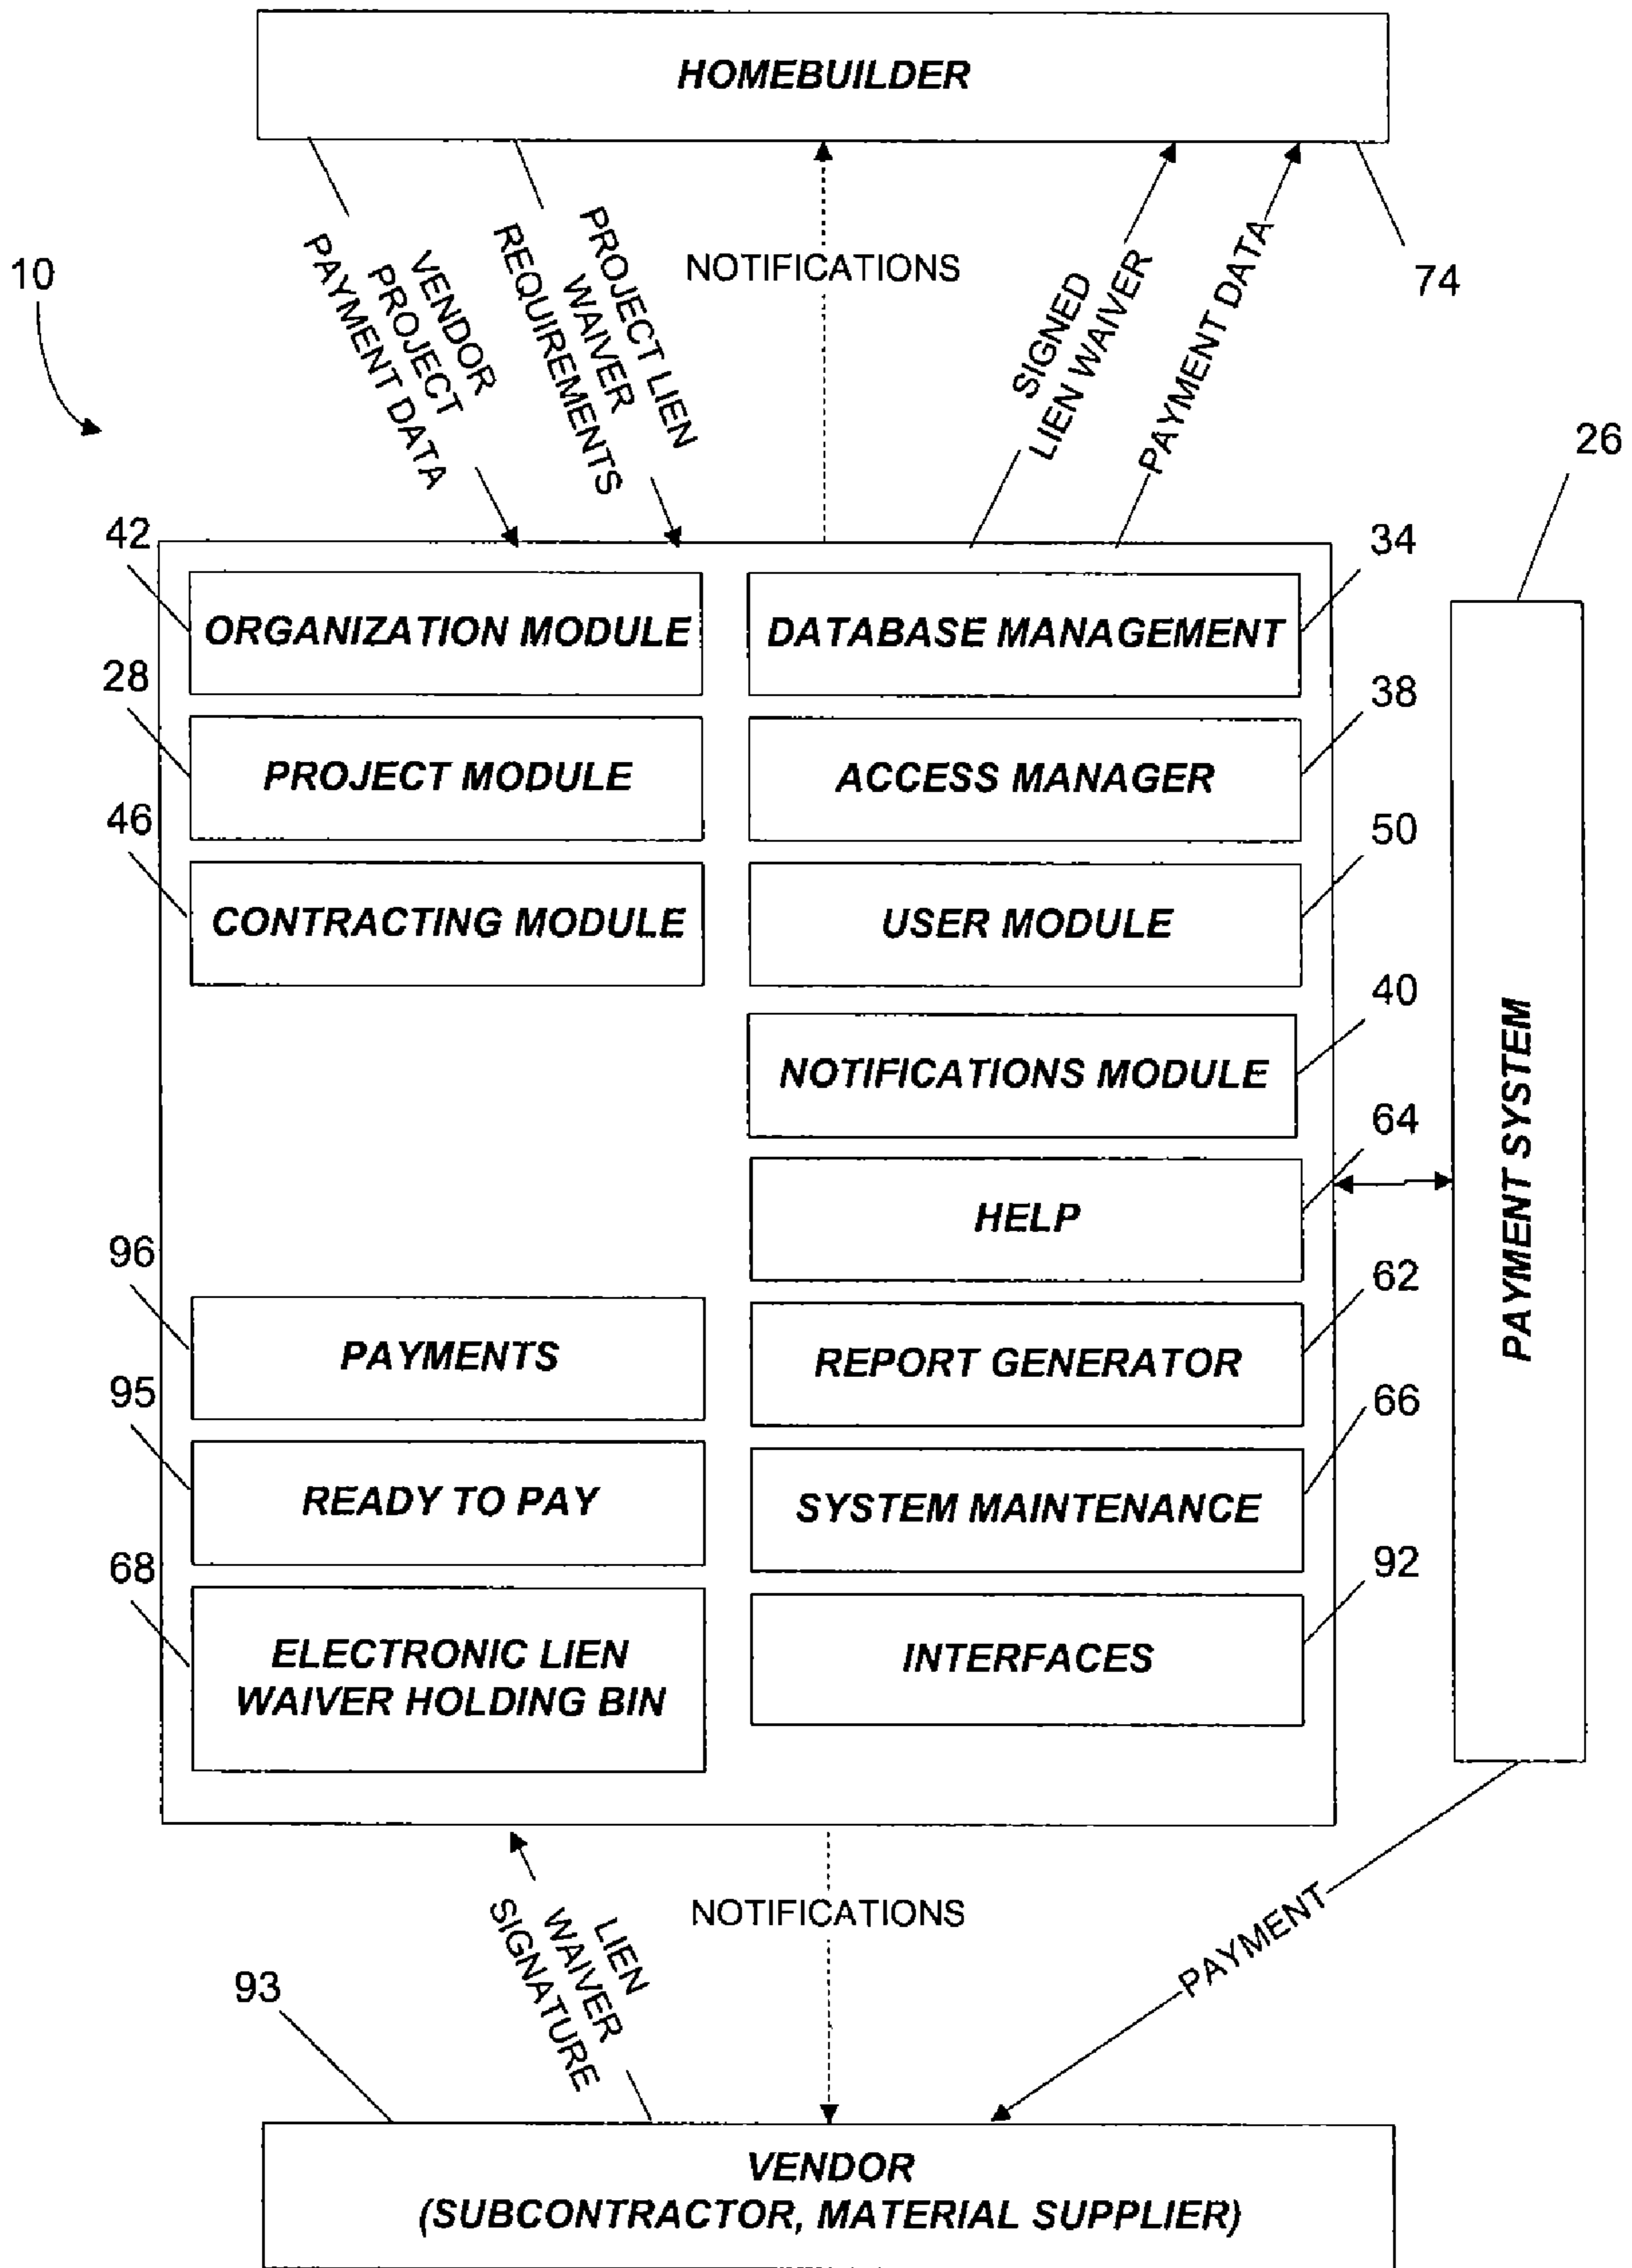 HOMEBUILDER
10
VENDOR
PROJECT
PAYMENT DATA
PROJECT LIEN
WAIVER
REQUIREMENTS
NOTIFICATIONS
SIGNED
LIEN WAIVER
PAYMENT DATA
74
26
42
ORGANIZATION MODULE
DATABASE MANAGEMENT
34
28
PROJECT MODULE
ACCESS MANAGER
38
46
CONTRACTING MODULE
USER MODULE
50
NOTIFICATIONS MODULE
40
HELP
64
PAYMENT SYSTEM
96
PAYMENTS
REPORT GENERATOR
62
95
READY TO PAY
SYSTEM MAINTENANCE
66
68
ELECTRONIC LIEN
WAIVER HOLDING BIN
INTERFACES
92
LIEN
WAIVER
SIGNATURE
NOTIFICATIONS
PAYMENT
93
VENDOR
(SUBCONTRACTOR, MATERIAL SUPPLIER)